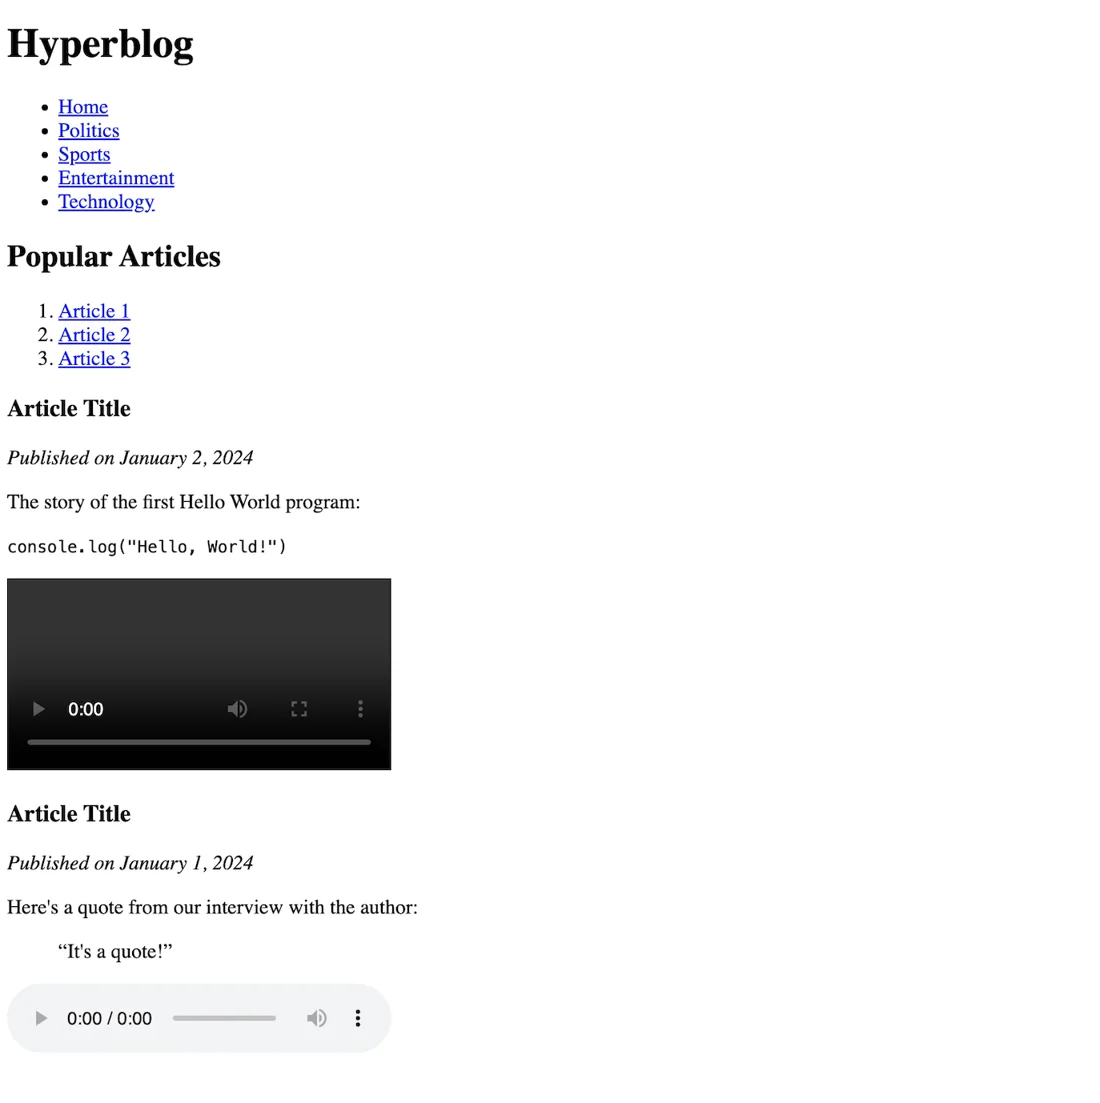 Hyperblog
Home
Politics
Sports
Entertainment
Technology
Popular Articles
1. Article 1
2. Article 2
3. Article 3
Article Title
Published on January 2, 2024
The story of the first Hello World program:
console.log("Hello, World!")
0:00
Article Title
Published on January 1, 2024
Here's a quote from our interview with the author:
“It's a quote!”
0:00 / 0:00